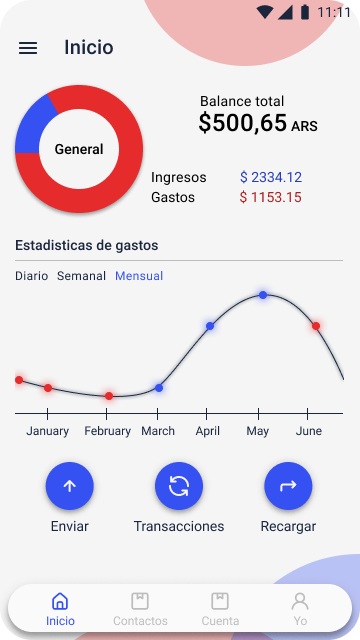 11:11
Inicio
Balance total
$500,65 ARS
General
Ingresos $ 2334.12
Gastos $ 1153.15
Estadisticas de gastos
Diario Semanal Mensual
January February March April May June
Enviar Transacciones Recargar
Inicio Contactos Cuenta Yo